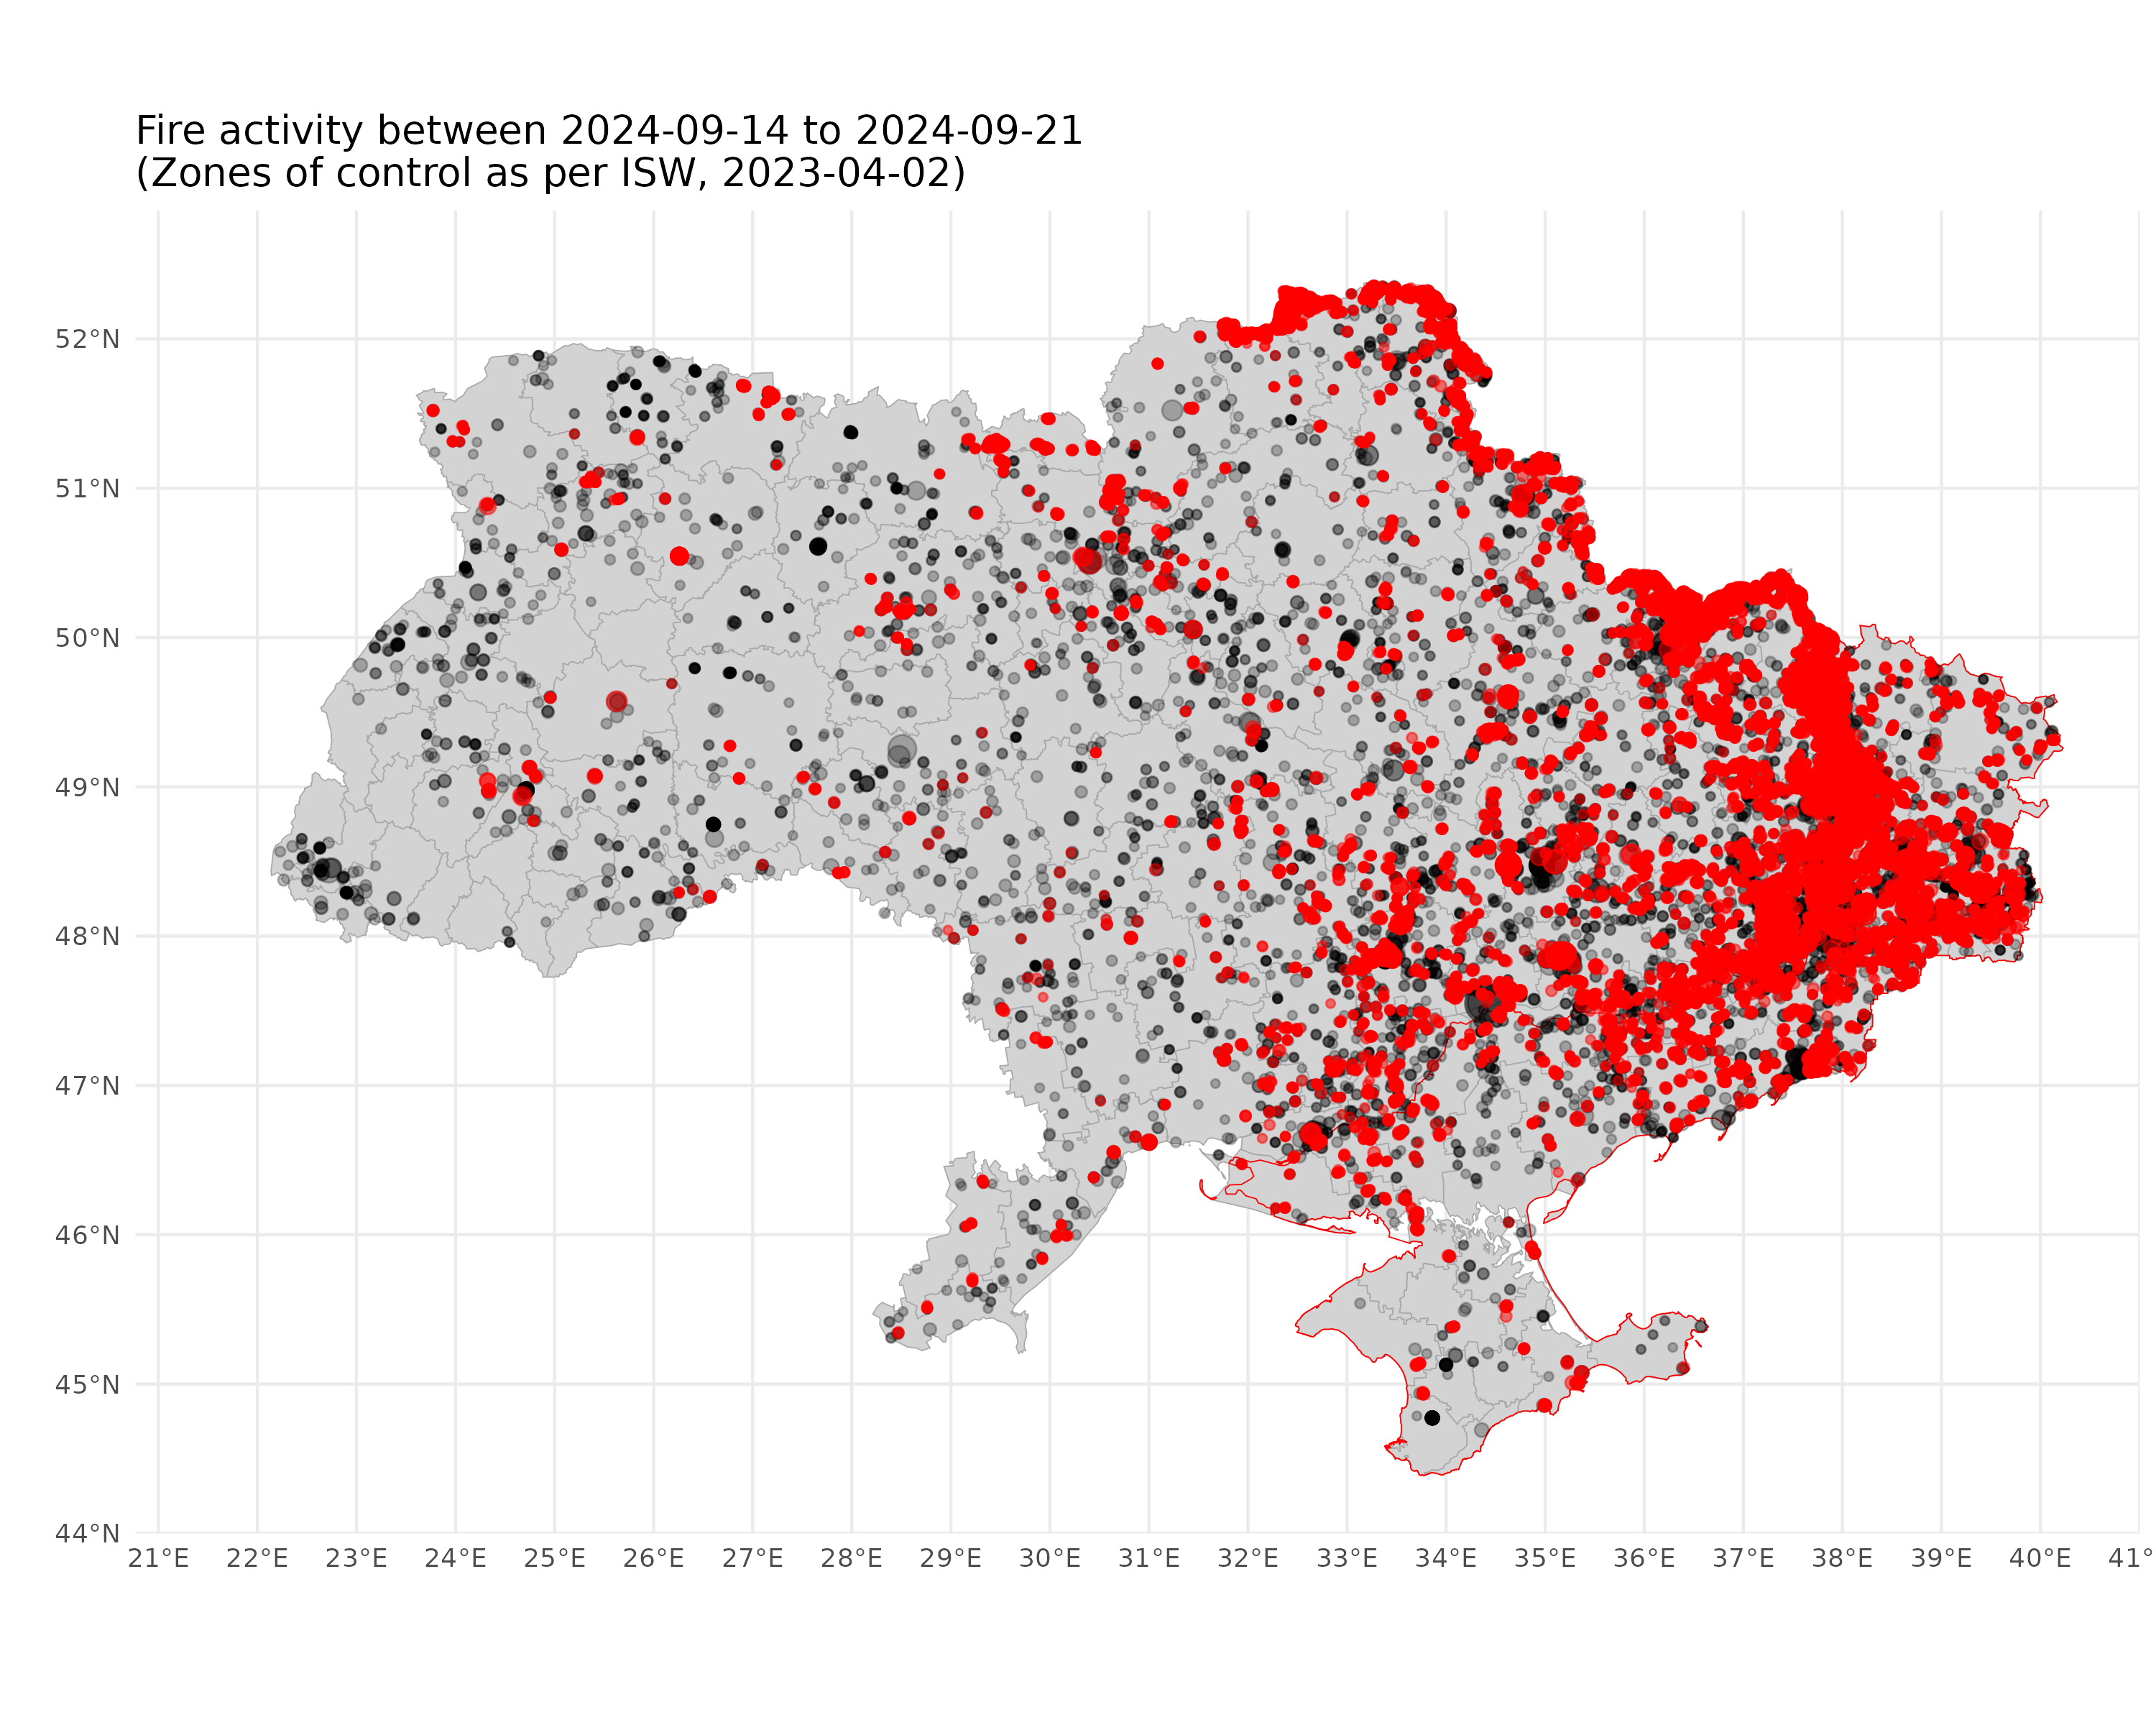 Fire activity between 2024-09-14 to 2024-09-21
(Zones of control as per ISW, 2023-04-02)
52°N
51°N
50°N
49°N
48°N
47°N
46°N
45°N
44°N
21°E 22°E 23°E 24°E 25°E 26°E 27°E 28°E 29°E 30°E 31°E 32°E 33°E 34°E 35°E 36°E 37°E 38°E 39°E 40°E 41°